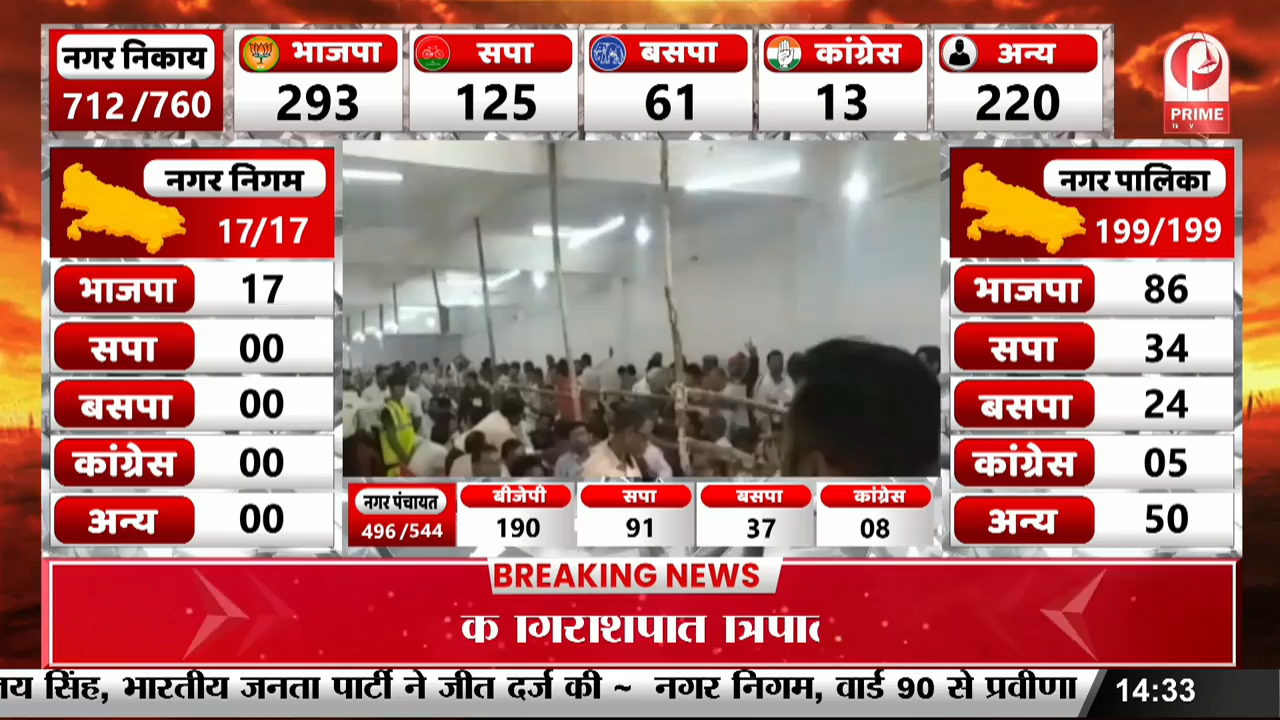 नगर निकाय
712/760
भाजपा
293
सपा
125
बसपा
61
कांग्रेस
13
अन्य
220
PRIME
TV
नगर निगम
17/17
भाजपा 17
सपा 00
बसपा 00
कांग्रेस 00
अन्य 00
नगर पालिका
199/199
भाजपा 86
सपा 34
बसपा 24
कांग्रेस 05
अन्य 50
नगर पंचायत
496/544
बीजेपी
190
सपा
91
बसपा
37
कांग्रेस
08
BREAKING NEWS
सिंह, भारतीय जनता पार्टी ने जीत दर्ज की ~ नगर निगम, वार्ड 90 से प्रवीणा
14:33